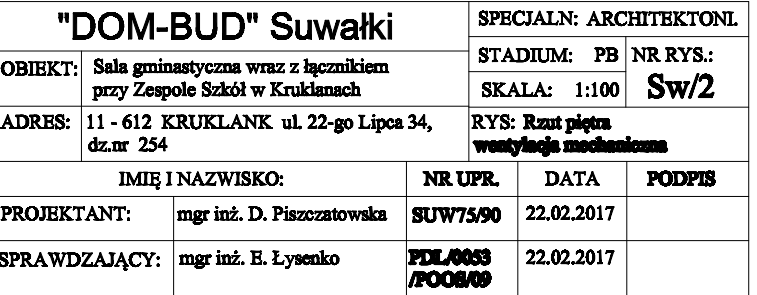 "DOM-BUD" Suwałki
SPECJALN: ARCHITEKTONI.
STADIUM: PB
NR RYS.:
Sw/2
SKALA: 1:100
OBIEKT: Sala gminastyczna wraz z łącznikiem
przy Zespole Szkół w Kruklanach
ADRES: 11 - 612 KRUKLANK ul. 22-go Lipca 34,
dz.nr 254
RYS: Rzut piętra
wentylacja mechaniczna
IMIĘ I NAZWISKO: NR UPR. DATA PODPIS
PROJEKTANT: mgr inż. D. Piszczatowska SUW75/90 22.02.2017
SPRAWDZAJĄCY: mgr inż. E. Łysenko PDL/0053 22.02.2017
/POOS/09